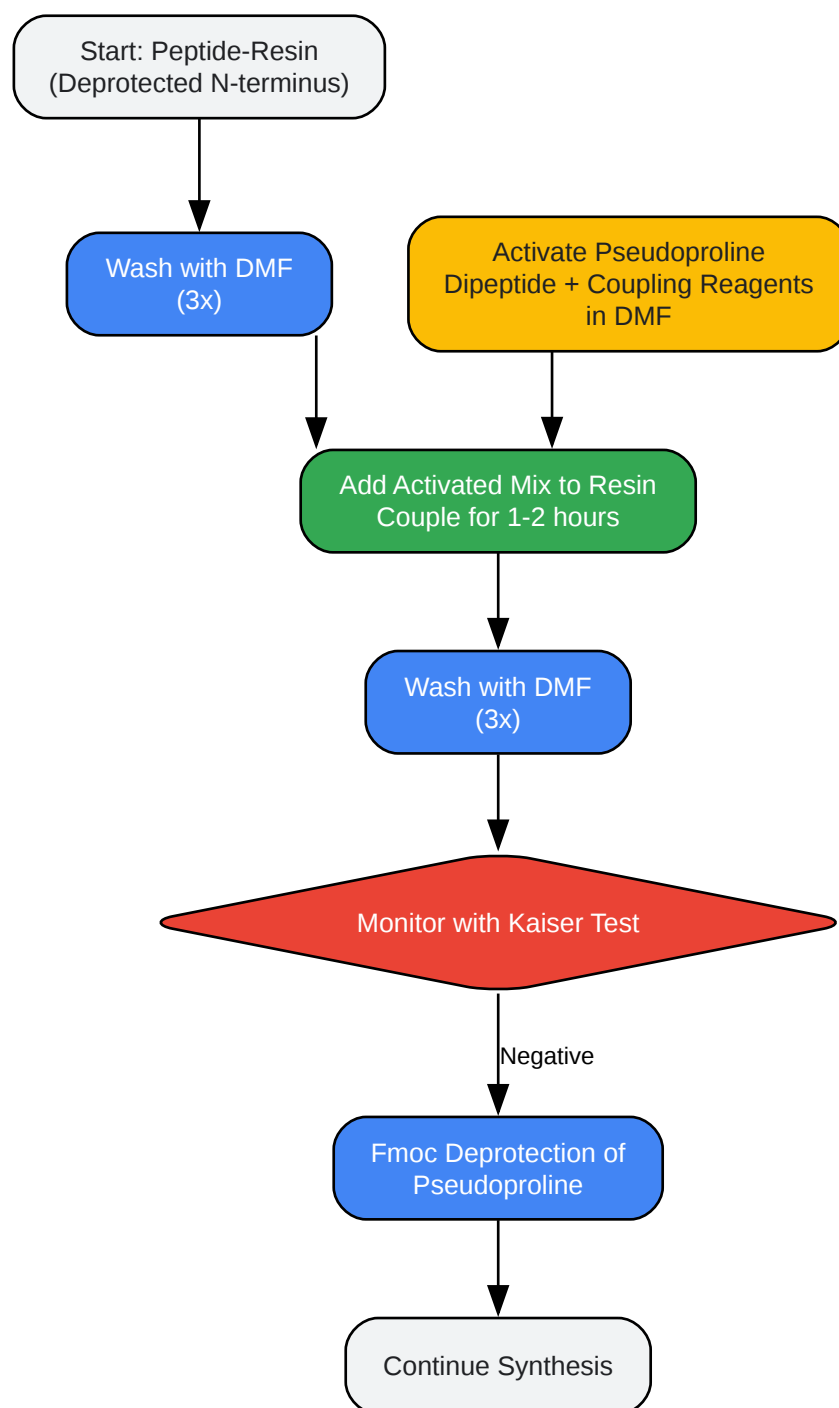 Start: Peptide-Resin
(Deprotected N-terminus)
Wash with DMF
(3x)
Activate Pseudoproline
Dipeptide + Coupling Reagents
in DMF
Add Activated Mix to Resin
Couple for 1-2 hours
Wash with DMF
(3x)
Monitor with Kaiser Test
Negative
Fmoc Deprotection of
Pseudoproline
Continue Synthesis